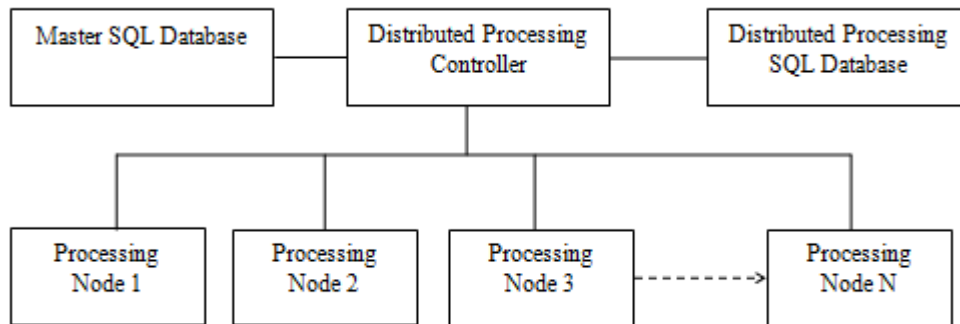 Master SQL Database
Distributed Processing
Controller
Distributed Processing
SQL Database
Processing
Node 1
Processing
Node 2
Processing
Node 3
Processing
Node N